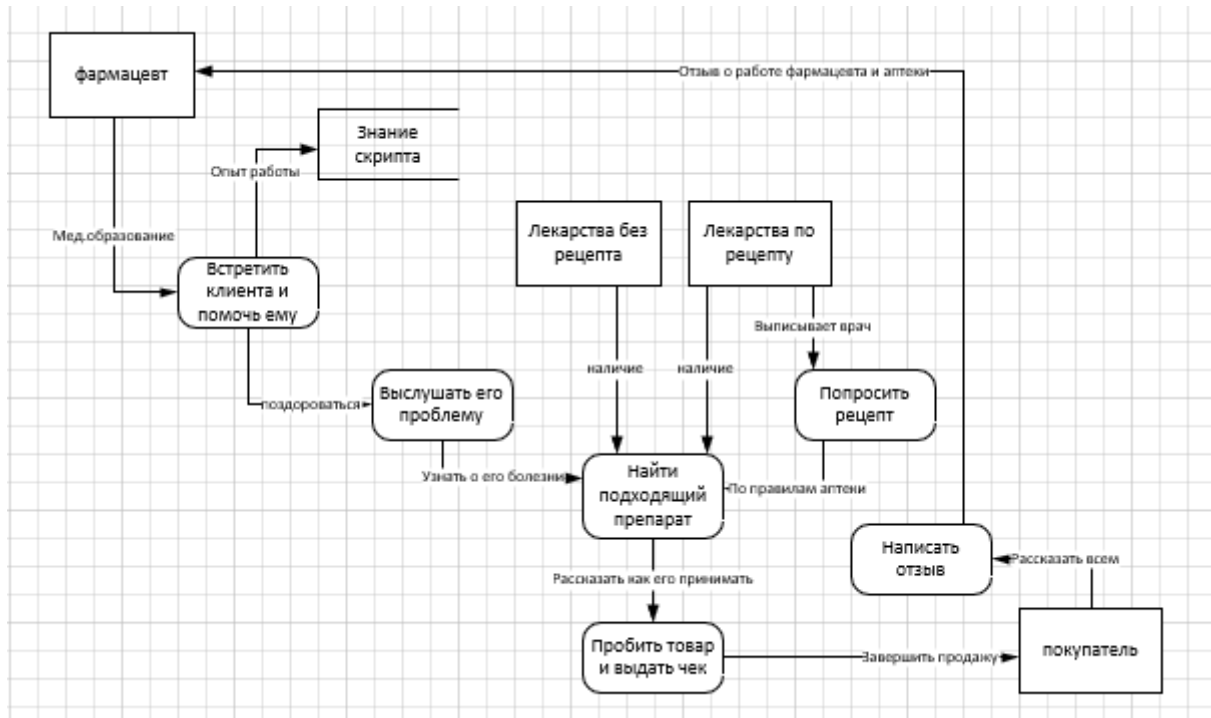 фармацевт
Отзыв о работе фармацевта и аптеки
Знание
скрипта
Опыт работы
Мед.образование
Лекарства без
рецепта
Лекарства по
рецепту
Встретить
клиента и
помочь ему
Выписывает врач
наличие
наличие
Выслушать его
проблему
поздороваться
Попросить
рецепт
Узнать о его болезни
Найти
подходящий
препарат
По правилам аптеки
Написать
отзыв
Рассказать всем
Рассказать как его принимать
Пробить товар
и выдать чек
Завершить продажу
покупатель